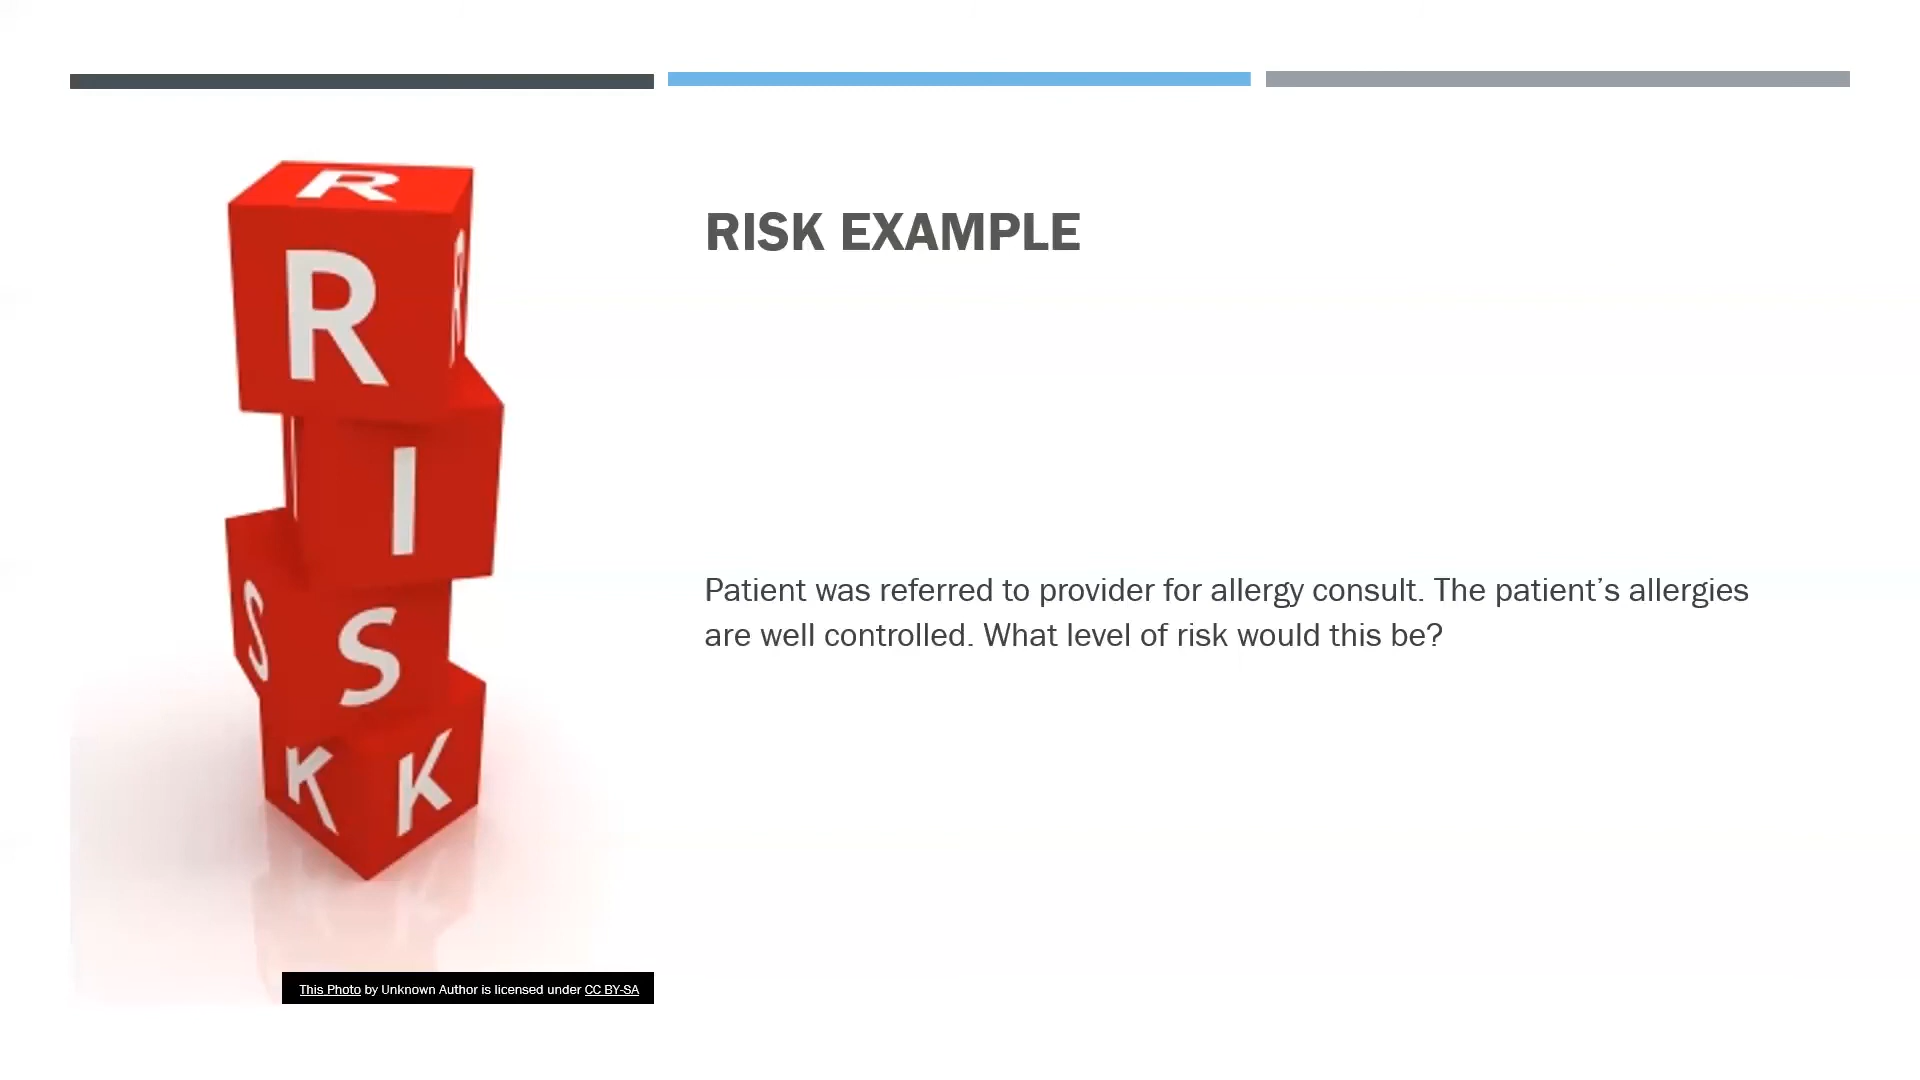 R
R
R
I
S
S
K
K
RISK EXAMPLE
Patient was referred to provider for allergy consult. The patient’s allergies
are well controlled. What level of risk would this be?
This Photo by Unknown Author is licensed under CC BY-SA